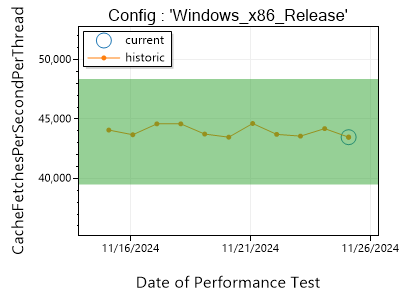 Config : 'Windows_x86_Release'
CacheFetchesPerSecondPerThread
current
historic
50,000
45,000
40,000
11/16/2024
11/21/2024
11/26/2024
Date of Performance Test